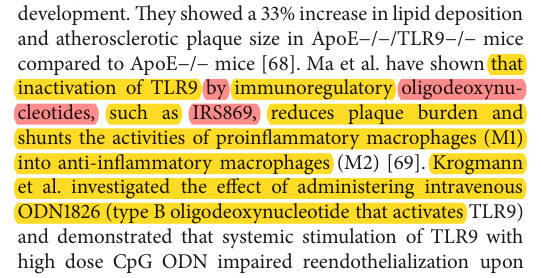 development. They showed a 33% increase in lipid deposition
and atherosclerotic plaque size in ApoE−/−/TLR9−/− mice
compared to ApoE−/− mice [68]. Ma et al. have shown that
inactivation of TLR9 by immunoregulatory oligodeoxynu-
cleotides, such as IRS869, reduces plaque burden and
shunts the activities of proinflammatory macrophages (M1)
into anti-inflammatory macrophages (M2) [69]. Krogmann
et al. investigated the effect of administering intravenous
ODN1826 (type B oligodeoxynucleotide that activates TLR9)
and demonstrated that systemic stimulation of TLR9 with
high dose CpG ODN impaired reendothelialization upon